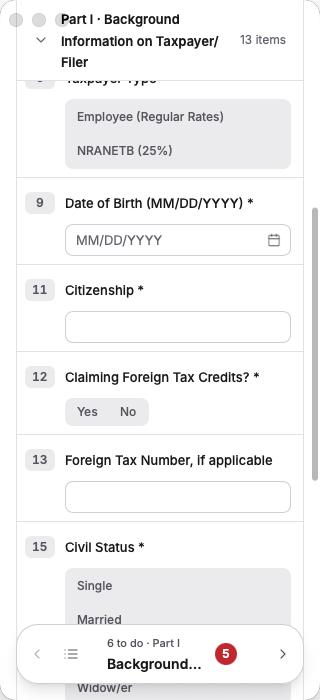 Part I · Background
Information on Taxpayer/
Filer
13 items
Taxpayer Type
Employee (Regular Rates)
NRANETB (25%)
9
Date of Birth (MM/DD/YYYY) *
MM/DD/YYYY
11
Citizenship *
12
Claiming Foreign Tax Credits? *
Yes
No
13
Foreign Tax Number, if applicable
15
Civil Status *
Single
Married
6 to do · Part I
Background...
5
Widow/er